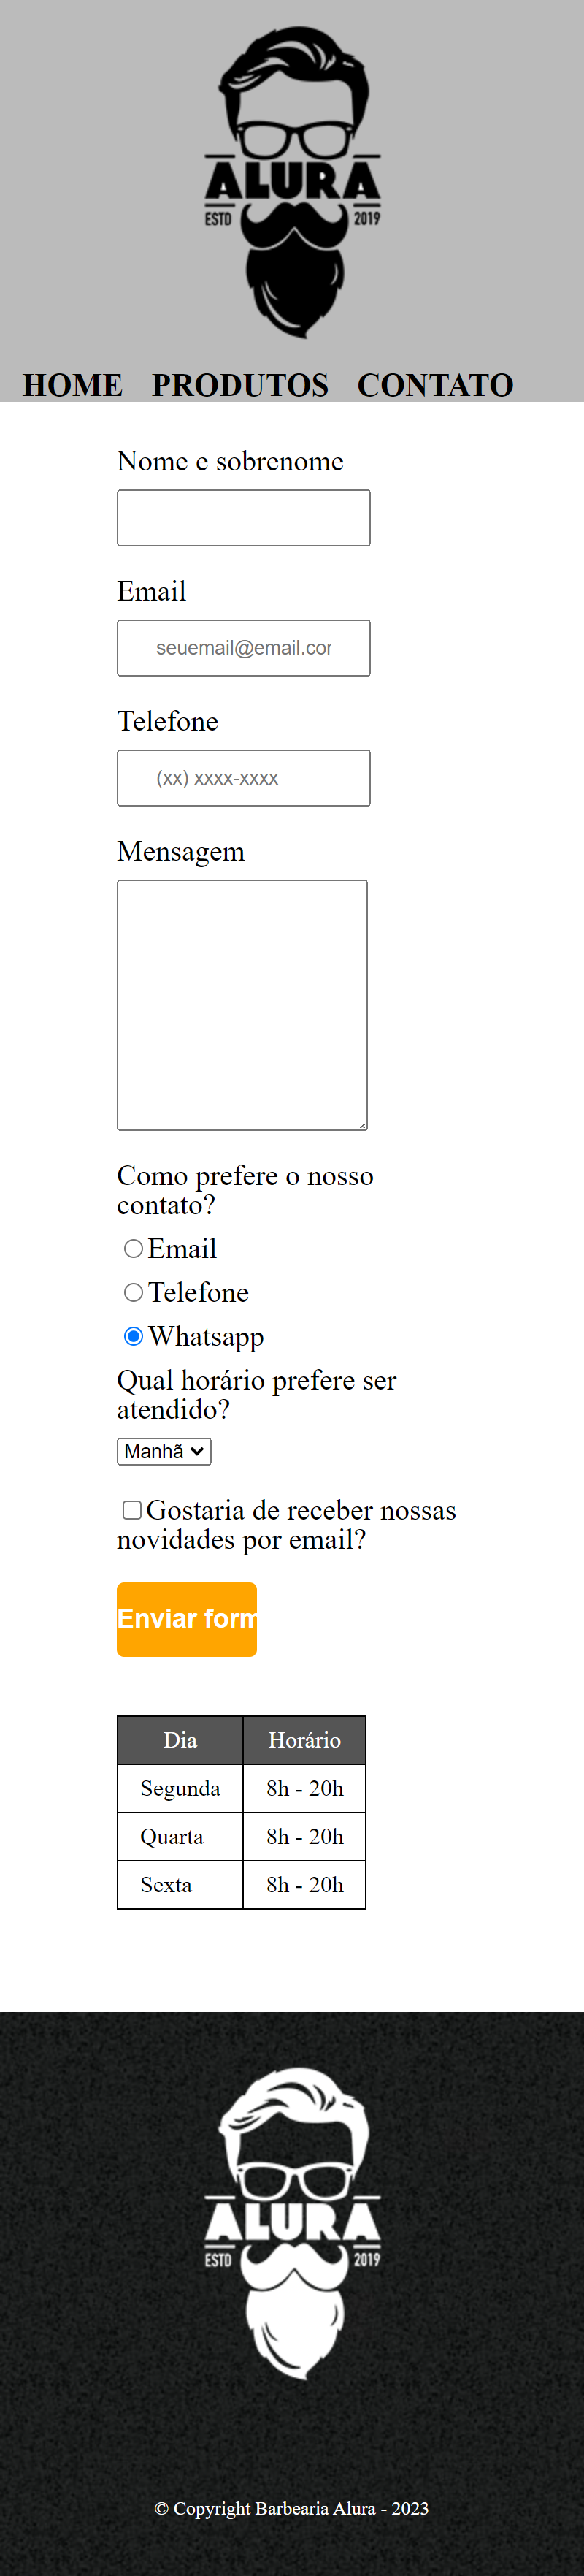 ALURA
ESTD 2019
HOME PRODUTOS CONTATO
Nome e sobrenome
Email
seuemail@email.cor
Telefone
(xx) xxxx-xxxx
Mensagem
Como prefere o nosso
contato?
Email
Telefone
Whatsapp
Qual horário prefere ser
atendido?
Manhã
Gostaria de receber nossas
novidades por email?
Enviar form
Dia Horário
Segunda 8h - 20h
Quarta 8h - 20h
Sexta 8h - 20h
ALURA
ESTD 2019
© Copyright Barbearia Alura - 2023